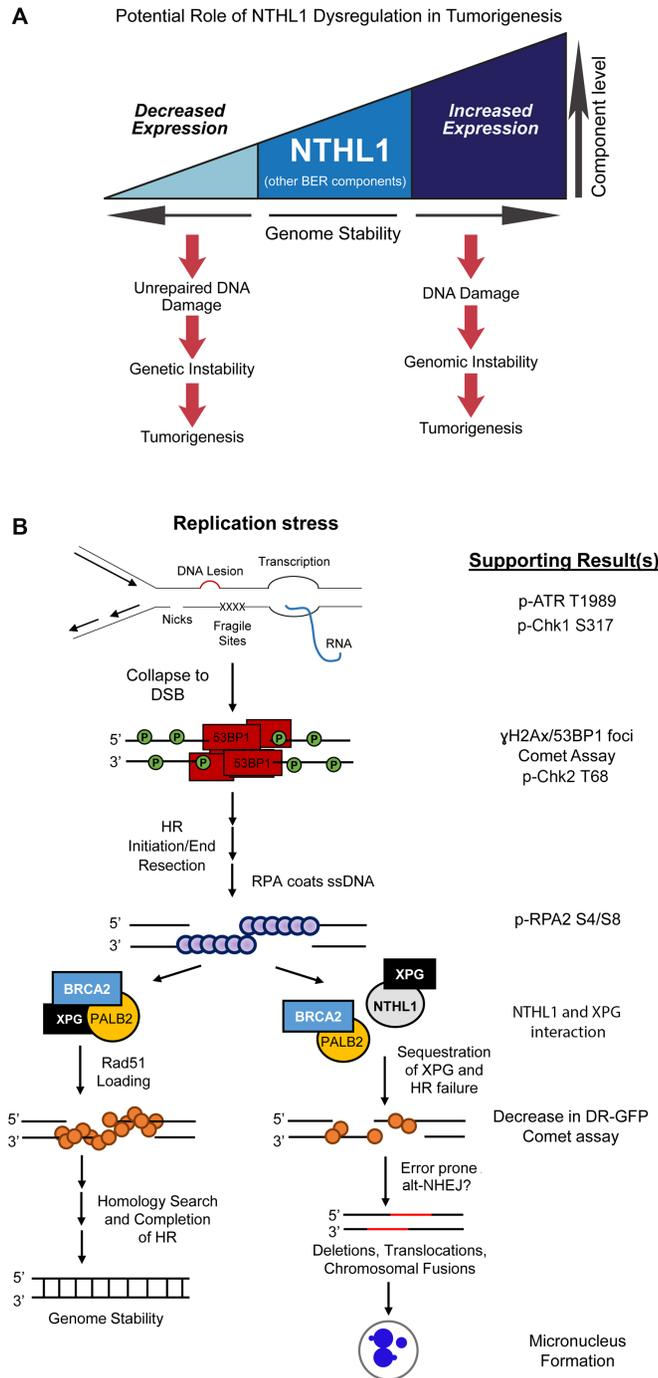 A
Potential Role of NTHL1 Dysregulation in Tumorigenesis
Decreased
Expression
NTHL1
(other BER components)
Increased
Expression
Component level
Genome Stability
Unrepaired DNA
Damage
Genetic Instability
Tumorigenesis
DNA Damage
Genomic Instability
Tumorigenesis
B
Replication stress
Supporting Result(s)
DNA Lesion
Transcription
Nicks
XXXX
Fragile
Sites
RNA
p-ATR T1989
p-Chk1 S317
Collapse to
DSB
5’ P P 53BP1 P P
3’ P P 53BP1 P P
ɣH2Ax/53BP1 foci
Comet Assay
p-Chk2 T68
HR
Initiation/End
Resection
RPA coats ssDNA
5’
3’
p-RPA2 S4/S8
BRCA2
XPG PALB2
BRCA2
PALB2
XPG
NTHL1
NTHL1 and XPG
interaction
Rad51
Loading
Sequestration
of XPG and
HR failure
5’
3’
5’
3’
Decrease in DR-GFP
Comet assay
Homology Search
and Completion
of HR
Error prone
alt-NHEJ?
5’
3’
Deletions, Translocations,
Chromosomal Fusions
5’
3’
Genome Stability
Micronucleus
Formation